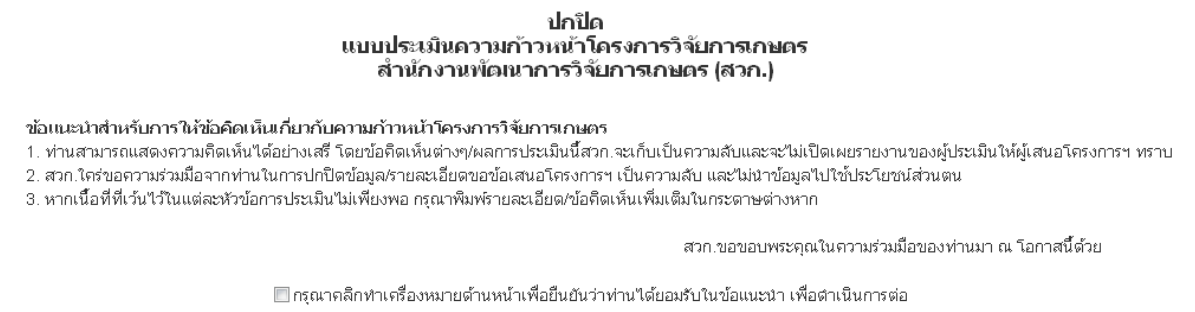 ปกปิด
แบบประเมินความก้าวหน้าโครงการวิจัยการเกษตร
สำนักงานพัฒนาการวิจัยการเกษตร (สวก.)
ข้อแนะนำสำหรับการให้ข้อคิดเห็นเกี่ยวกับความก้าวหน้าโครงการวิจัยการเกษตร
1. ท่านสามารถแสดงความคิดเห็นได้อย่างเสรี โดยข้อคิดเห็นต่างๆ/ผลการประเมินนี้สวก.จะเก็บเป็นความลับและจะไม่เปิดเผยรายงานของผู้ประเมินให้ผู้เสนอโครงการฯ ทราบ
2. สวก.ใคร่ขอความร่วมมือจากท่านในการปกปิดข้อมูล/รายละเอียดขอข้อเสนอโครงการฯ เป็นความลับ และไม่นำข้อมูลไปใช้ประโยชน์ส่วนตน
3. หากเนื้อที่ที่เว้นไว้ในแต่ละหัวข้อการประเมินไม่เพียงพอ กรุณาพิมพ์รายละเอียด/ข้อคิดเห็นเพิ่มเติมในกระดาษต่างหาก
สวก.ขอขอบพระคุณในความร่วมมือของท่านมา ณ โอกาสนี้ด้วย
กรุณาคลิกทำเครื่องหมายด้านหน้าเพื่อยืนยันว่าท่านได้ยอมรับในข้อแนะนำ เพื่อดำเนินการต่อ